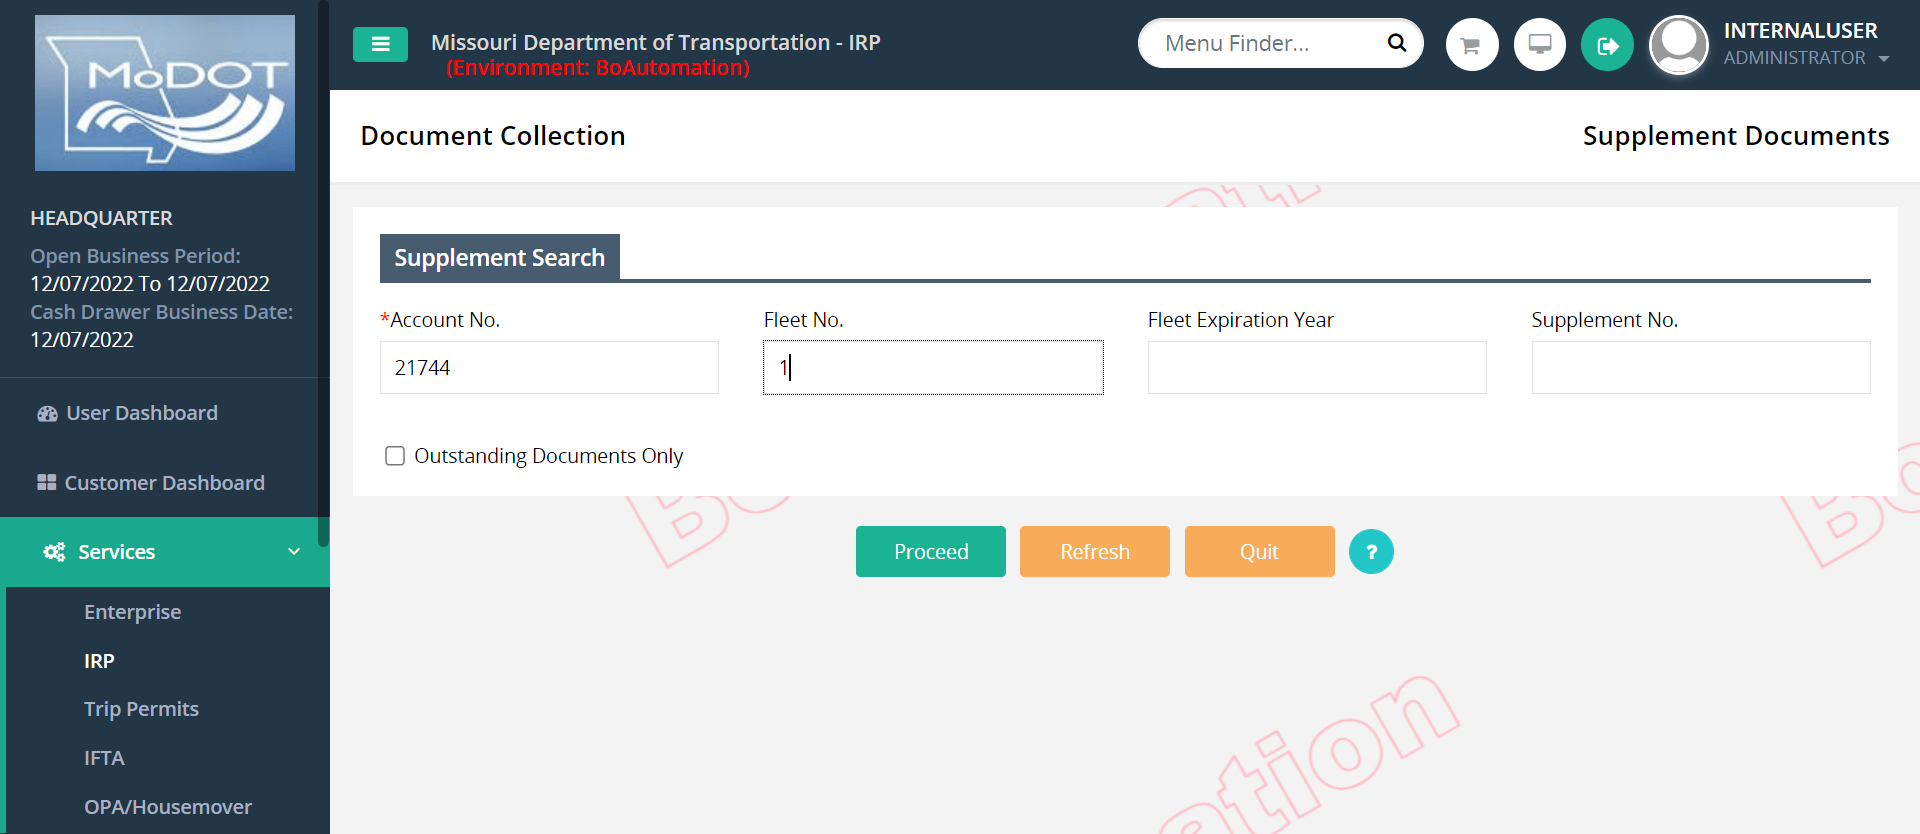 MoDOT
HEADQUARTER
Open Business Period:
12/07/2022 To 12/07/2022
Cash Drawer Business Date:
12/07/2022
User Dashboard
Customer Dashboard
Services
Enterprise
IRP
Trip Permits
IFTA
OPA/Housemover
Missouri Department of Transportation - IRP
(Environment: BoAutomation)
Menu Finder...
INTERNALUSER
ADMINISTRATOR
Document Collection
Supplement Documents
Supplement Search
*Account No.
Fleet No.
Fleet Expiration Year
Supplement No.
21744
1
Outstanding Documents Only
Proceed
Refresh
Quit
?